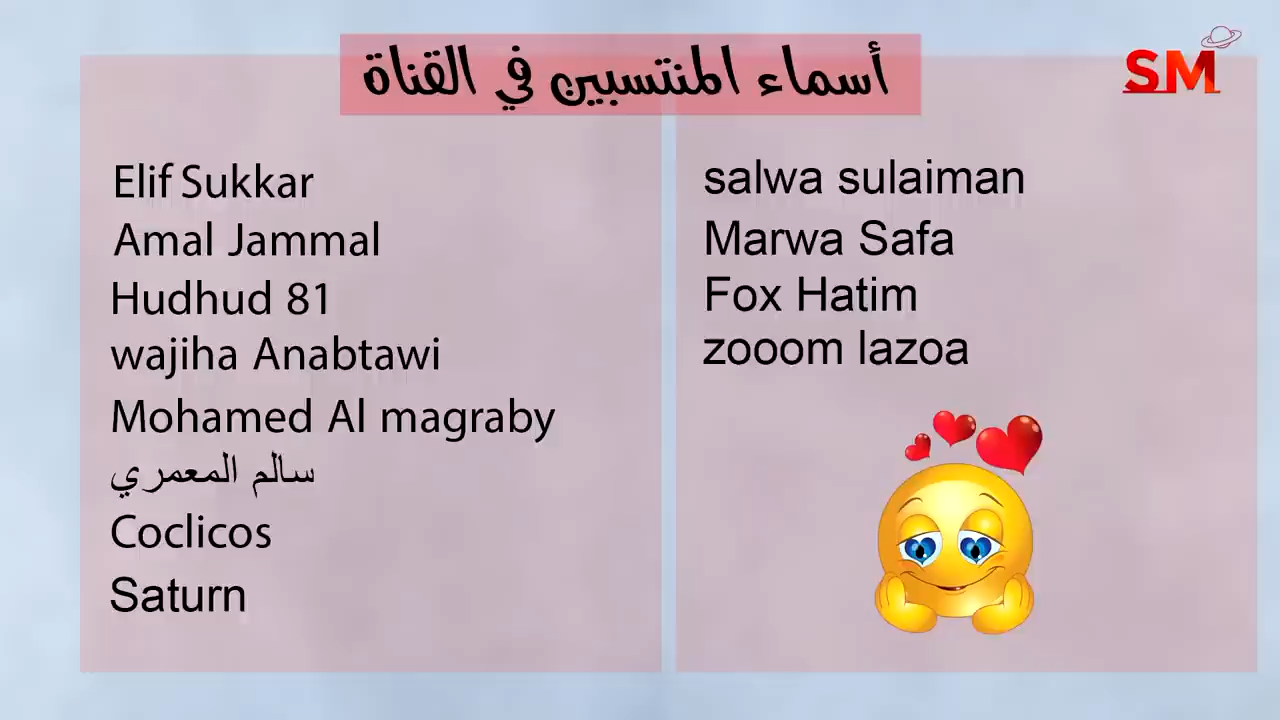 أسماء المنتسبين في القناة
SM
Elif Sukkar
Amal Jammal
Hudhud 81
wajiha Anabtawi
Mohamed Al magraby
سالم المعمري
Coclicos
Saturn
salwa sulaiman
Marwa Safa
Fox Hatim
zooom lazoa